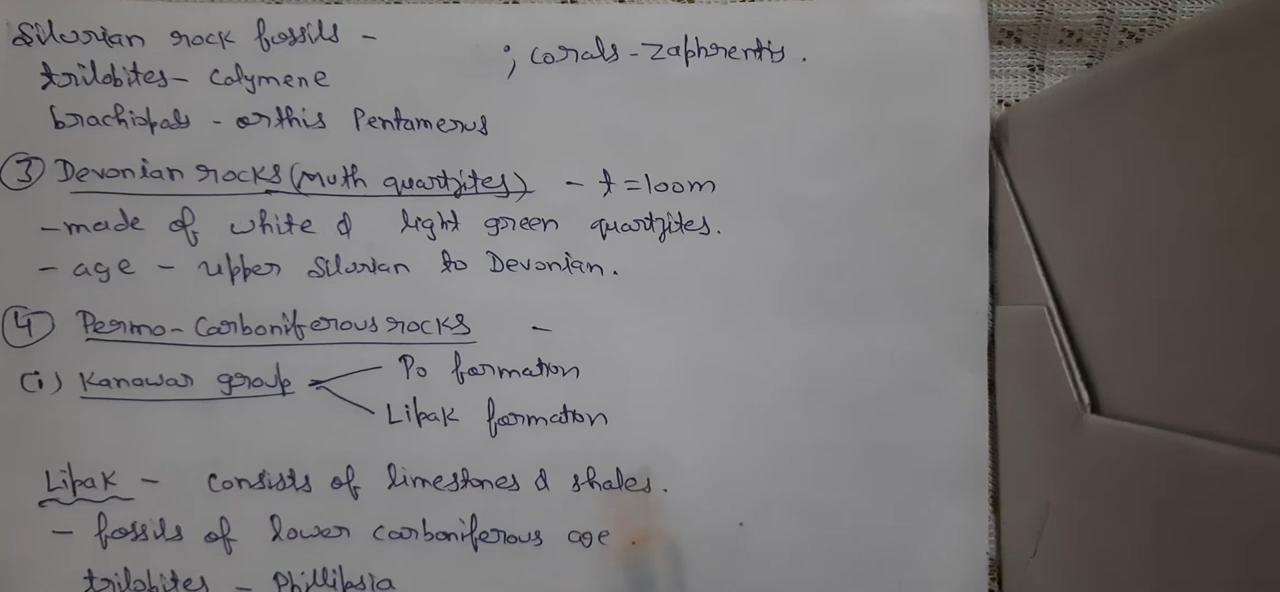 Silurian rock fossils -
trilobites - Calymene ; corals - Zaphrentis.
brachiopods - orthis Pentamerus
③ Devonian rocks (Muth quartzites) - t = 100m
- made of white & light green quartzites.
- age - upper Silurian to Devonian.
④ Permo-Carboniferous rocks -
(i) Kanawar group Po formation
Lipak formation
Lipak - consists of limestones & shales.
- fossils of lower carboniferous age.
trilobites - Phillipsia